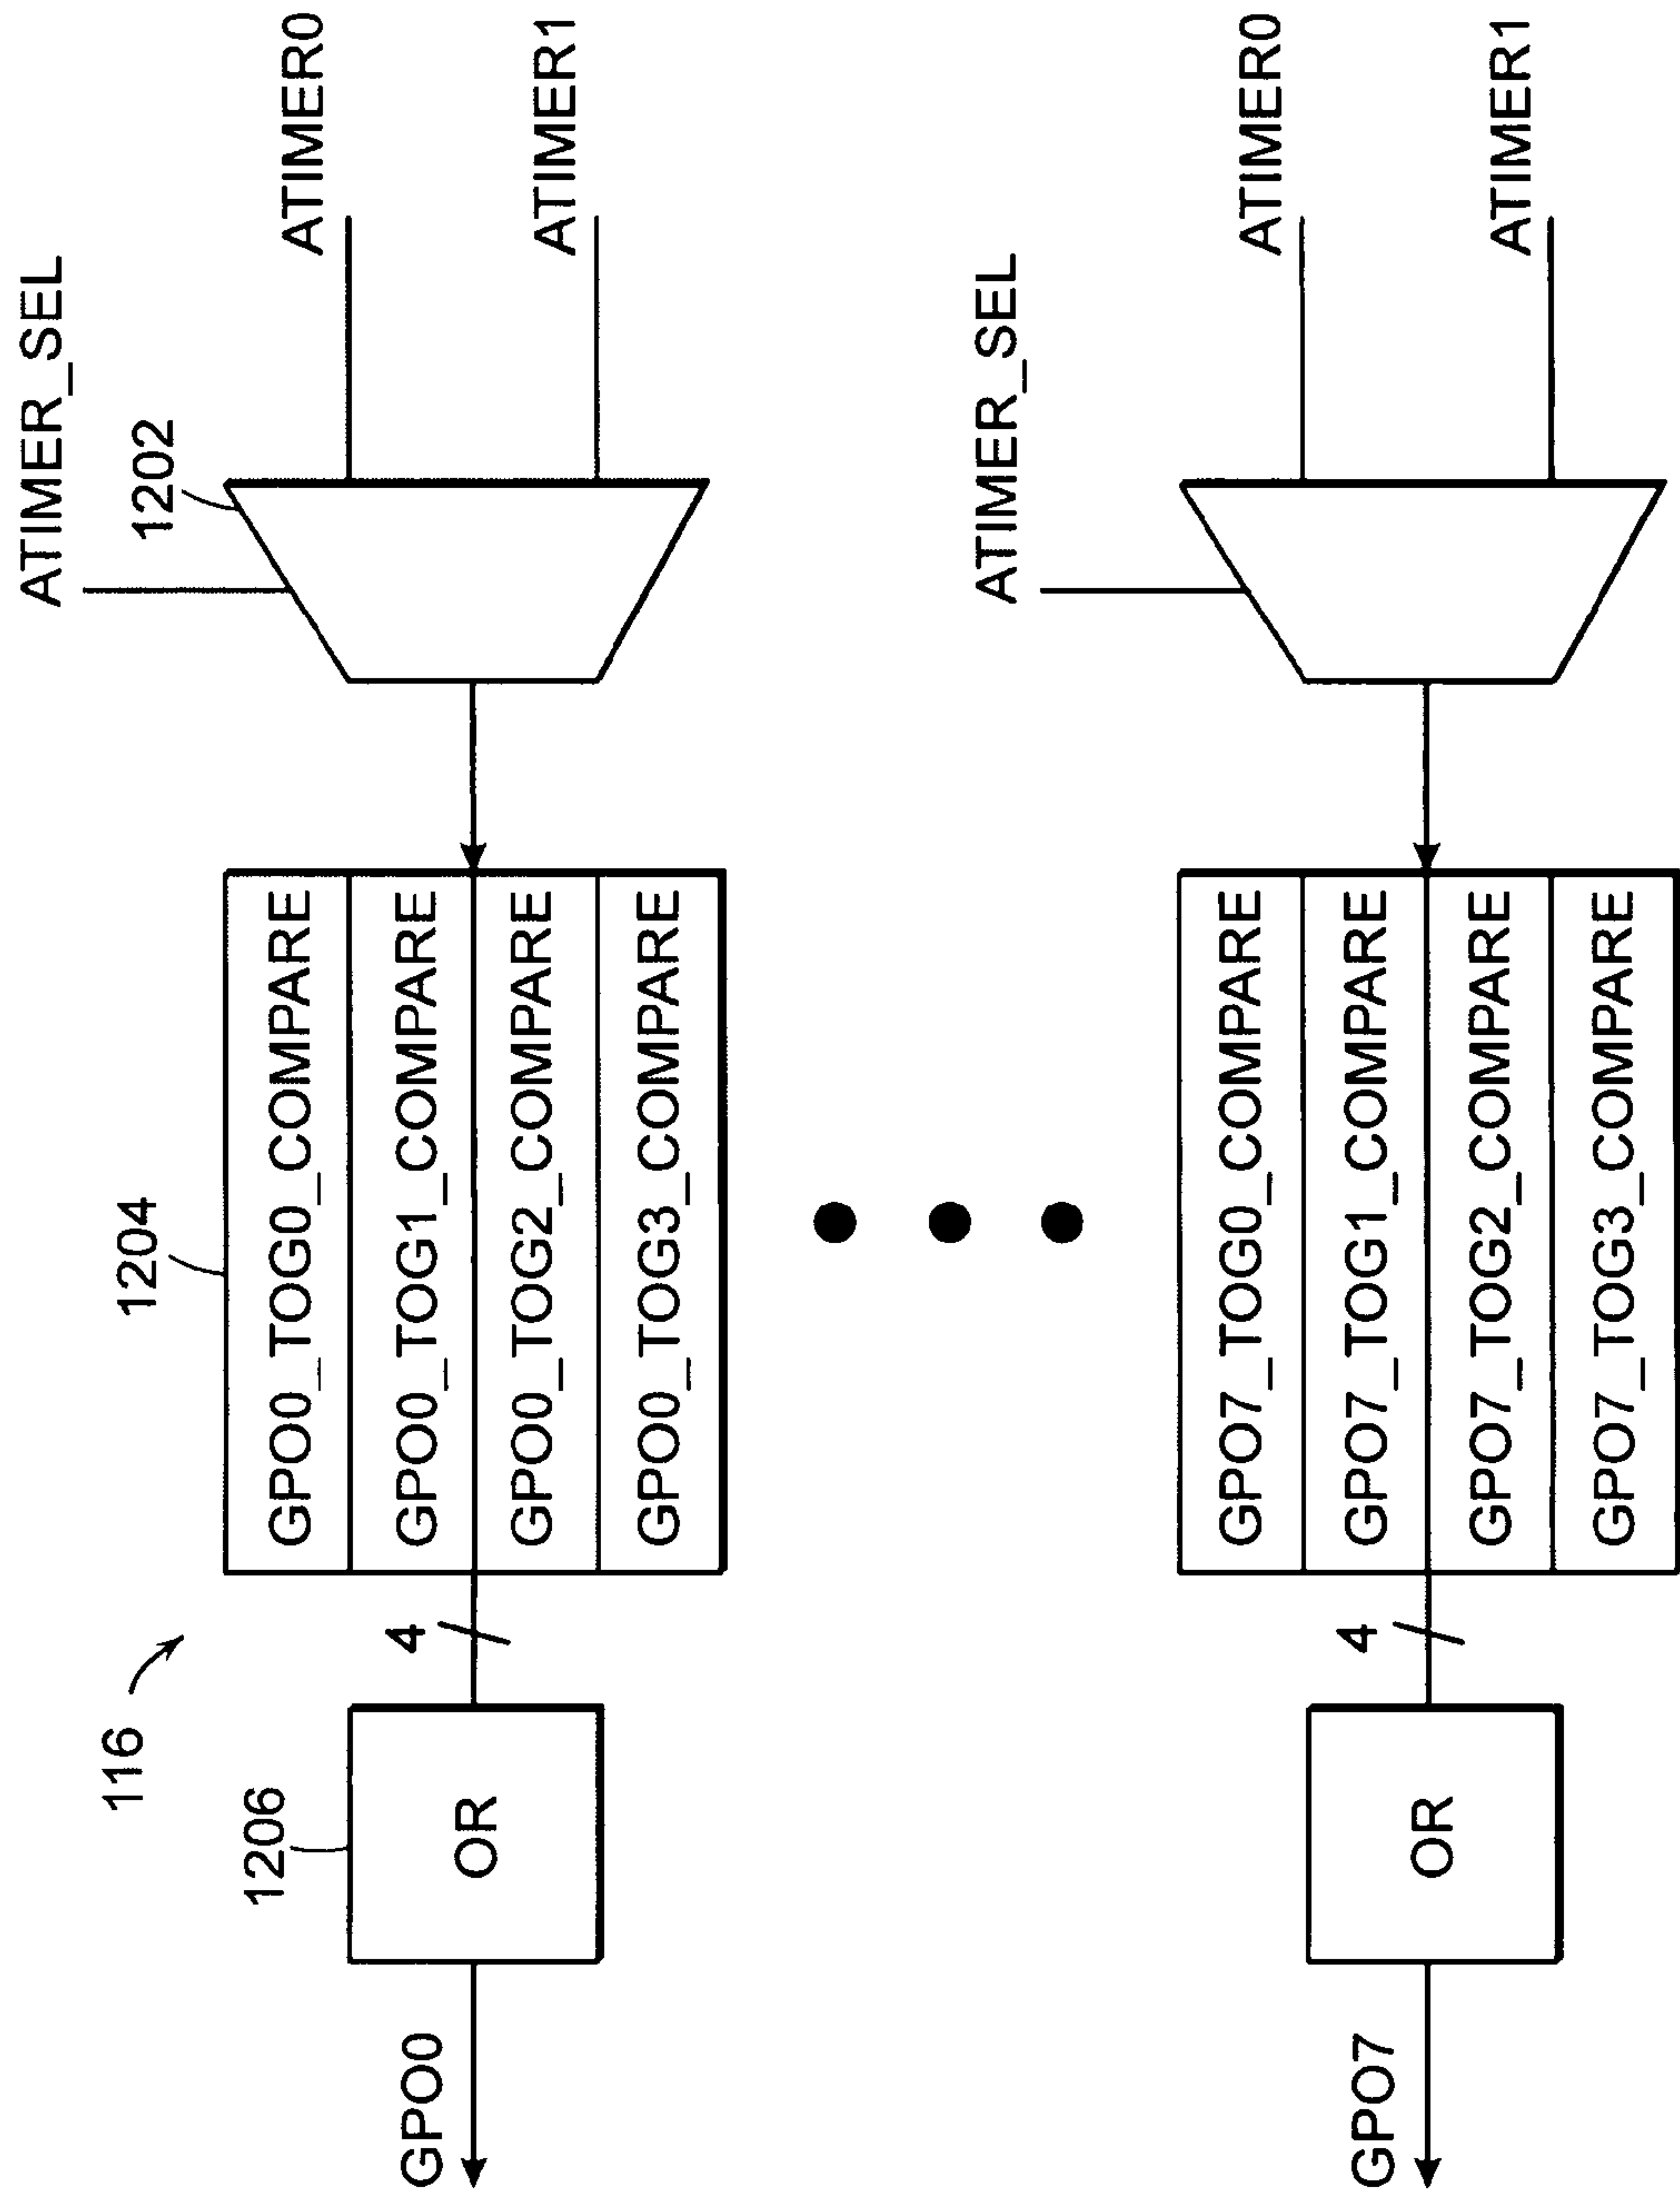 116
ATIMER_SEL
1202
ATIMER0
ATIMER1
1204
GPO0_TOG0_COMPARE
GPO0_TOG1_COMPARE
GPO0_TOG2_COMPARE
GPO0_TOG3_COMPARE
4
1206
OR
GPO0
ATIMER_SEL
ATIMER0
ATIMER1
GPO7_TOG0_COMPARE
GPO7_TOG1_COMPARE
GPO7_TOG2_COMPARE
GPO7_TOG3_COMPARE
4
OR
GPO7